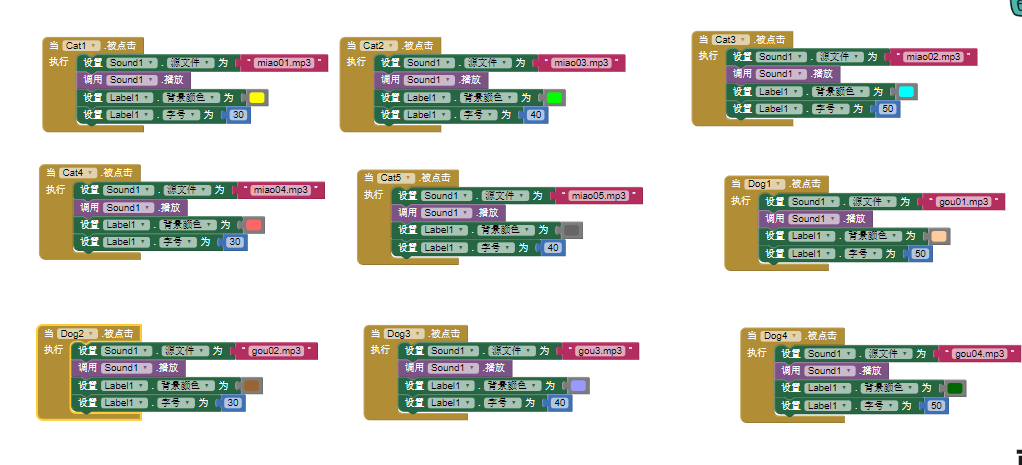 当 Cat1 .被点击
执行 设置 Sound1 . 源文件 为 " miao01.mp3 "
调用 Sound1 .播放
设置 Label1 . 背景颜色 为
设置 Label1 . 字号 为 30
当 Cat2 .被点击
执行 设置 Sound1 . 源文件 为 " miao03.mp3 "
调用 Sound1 .播放
设置 Label1 . 背景颜色 为
设置 Label1 . 字号 为 40
当 Cat3 .被点击
执行 设置 Sound1 . 源文件 为 " miao02.mp3 "
调用 Sound1 .播放
设置 Label1 . 背景颜色 为
设置 Label1 . 字号 为 50
当 Cat4 .被点击
执行 设置 Sound1 . 源文件 为 " miao04.mp3 "
调用 Sound1 .播放
设置 Label1 . 背景颜色 为
设置 Label1 . 字号 为 30
当 Cat5 .被点击
执行 设置 Sound1 . 源文件 为 " miao05.mp3 "
调用 Sound1 .播放
设置 Label1 . 背景颜色 为
设置 Label1 . 字号 为 40
当 Dog1 .被点击
执行 设置 Sound1 . 源文件 为 " gou01.mp3 "
调用 Sound1 .播放
设置 Label1 . 背景颜色 为
设置 Label1 . 字号 为 50
当 Dog2 .被点击
执行 设置 Sound1 . 源文件 为 " gou02.mp3 "
调用 Sound1 .播放
设置 Label1 . 背景颜色 为
设置 Label1 . 字号 为 30
当 Dog3 .被点击
执行 设置 Sound1 . 源文件 为 " gou3.mp3 "
调用 Sound1 .播放
设置 Label1 . 背景颜色 为
设置 Label1 . 字号 为 40
当 Dog4 .被点击
执行 设置 Sound1 . 源文件 为 " gou04.mp3 "
调用 Sound1 .播放
设置 Label1 . 背景颜色 为
设置 Label1 . 字号 为 50